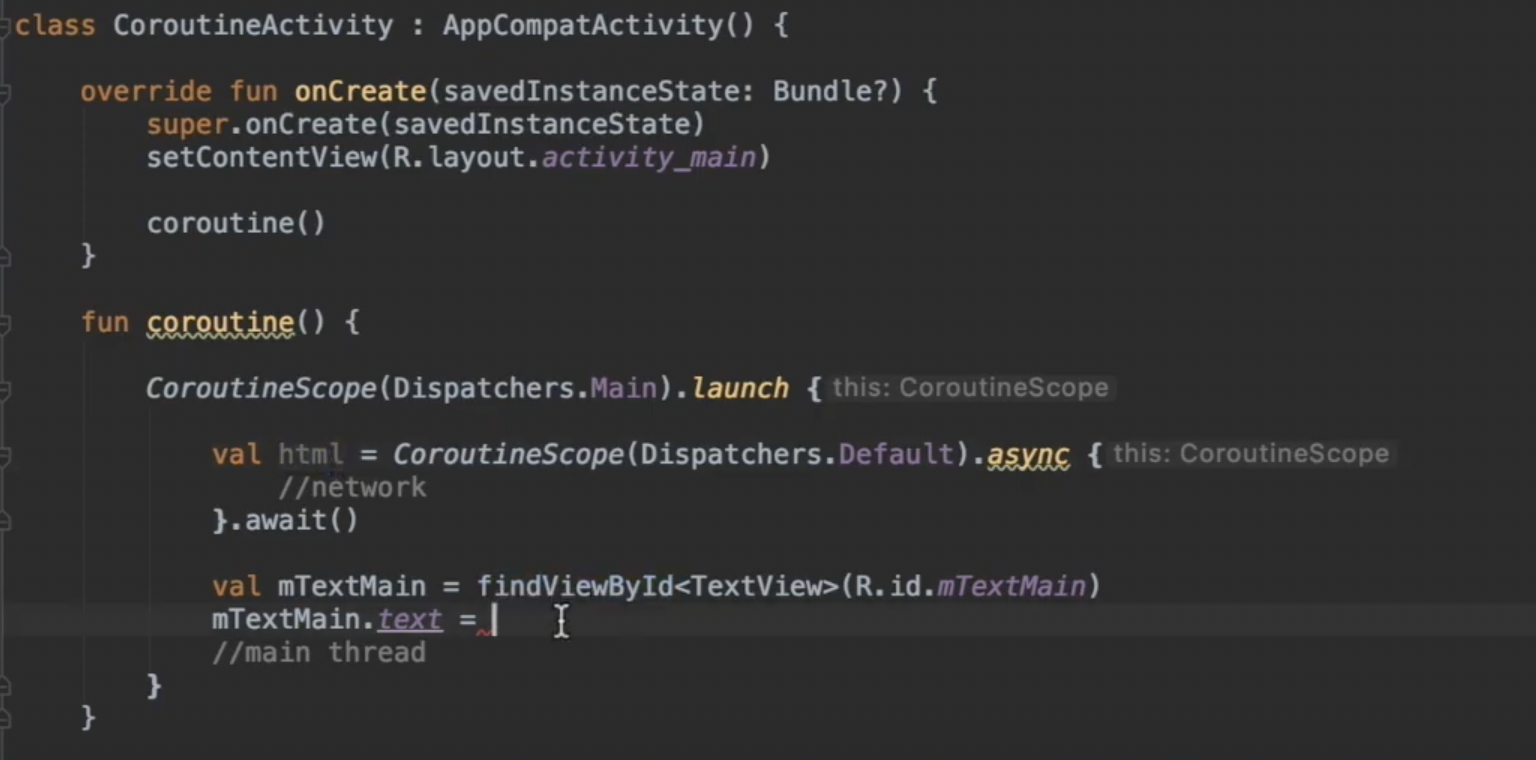 class CoroutineActivity : AppCompatActivity() {
override fun onCreate(savedInstanceState: Bundle?) {
super.onCreate(savedInstanceState)
setContentView(R.layout.activity_main)
coroutine()
}
fun coroutine() {
CoroutineScope(Dispatchers.Main).launch { this: CoroutineScope
val html = CoroutineScope(Dispatchers.Default).async { this: CoroutineScope
//network
}.await()
val mTextMain = findViewById<TextView>(R.id.mTextMain)
mTextMain.text =
//main thread
}
}